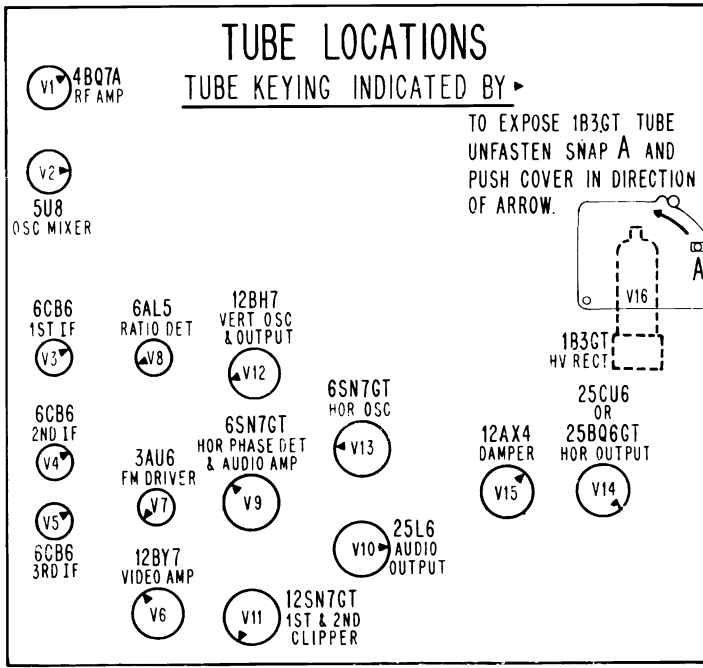 TUBE LOCATIONS
TUBE KEYING INDICATED BY
TO EXPOSE 1B3GT TUBE
UNFASTEN SNAP A AND
PUSH COVER IN DIRECTION
OF ARROW.
A
V16
1B3GT
HV RECT
V1
4BQ7A
RF AMP
V2
5U8
OSC MIXER
6CB6
1ST IF
V3
6AL5
RATIO DET
V8
12BH7
VERT OSC
& OUTPUT
V12
6SN7GT
HOR OSC
V13
25CU6
OR
25BQ6GT
HOR OUTPUT
V14
12AX4
DAMPER
V15
6CB6
2ND IF
V4
3AU6
FM DRIVER
V7
6SN7GT
HOR PHASE DET
& AUDIO AMP
V9
V5
6CB6
3RD IF
12BY7
VIDEO AMP
V6
V11
12SN7GT
1ST & 2ND
CLIPPER
V10
25L6
AUDIO
OUTPUT